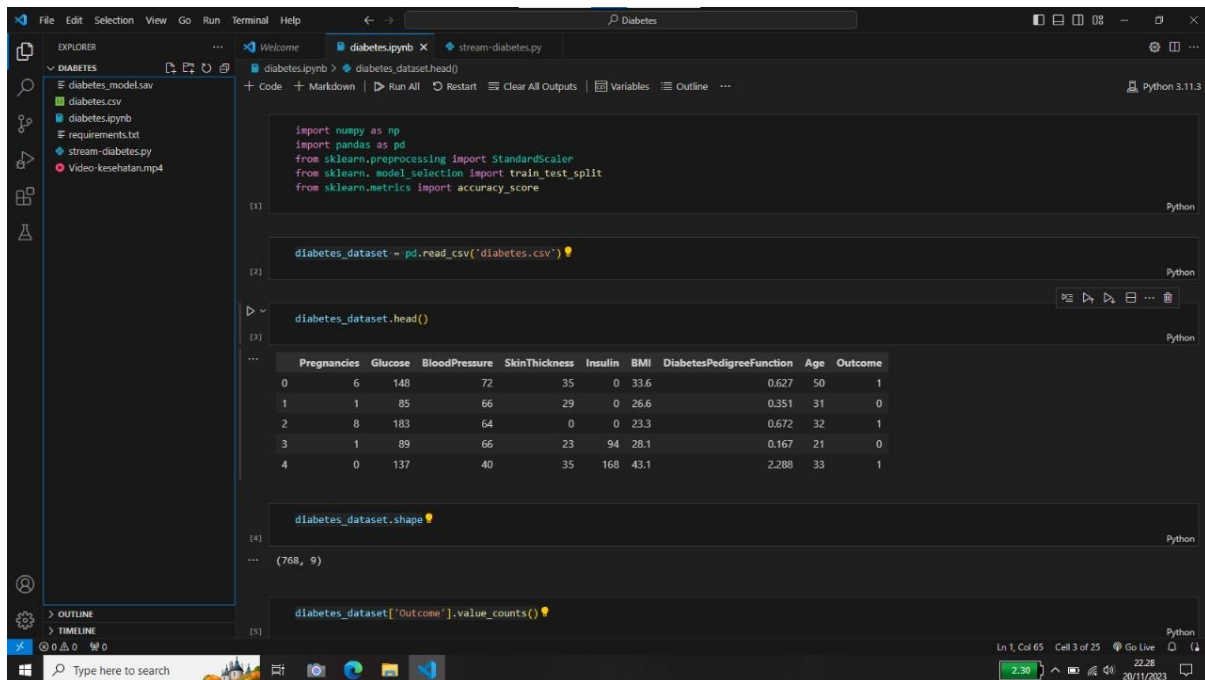 File Edit Selection View Go Run Terminal Help
Diabetes
EXPLORER
Welcome
diabetes.ipynb
stream-diabetes.py
DIABETES
diabetes_model.sav
diabetes.csv
diabetes.ipynb
requirements.txt
stream-diabetes.py
Video-kesehatan.mp4
diabetes.ipynb > diabetes_dataset.head()
+ Code + Markdown | Run All Restart Clear All Outputs | Variables Outline ...
Python 3.11.3
import numpy as np
import pandas as pd
from sklearn.preprocessing import StandardScaler
from sklearn. model_selection import train_test_split
from sklearn.metrics import accuracy_score
[1]
Python
diabetes_dataset = pd.read_csv('diabetes.csv')
[2]
Python
diabetes_dataset.head()
[3]
Python
Pregnancies Glucose BloodPressure SkinThickness Insulin BMI DiabetesPedigreeFunction Age Outcome
0 6 148 72 35 0 33.6 0.627 50 1
1 1 85 66 29 0 26.6 0.351 31 0
2 8 183 64 0 0 23.3 0.672 32 1
3 1 89 66 23 94 28.1 0.167 21 0
4 0 137 40 35 168 43.1 2.288 33 1
diabetes_dataset.shape
[4]
Python
(768, 9)
diabetes_dataset['Outcome'].value_counts()
[5]
Python
OUTLINE
TIMELINE
0 0 0
Ln 1, Col 65 Cell 3 of 25 Go Live
Type here to search
2.30
22.28
20/11/2023